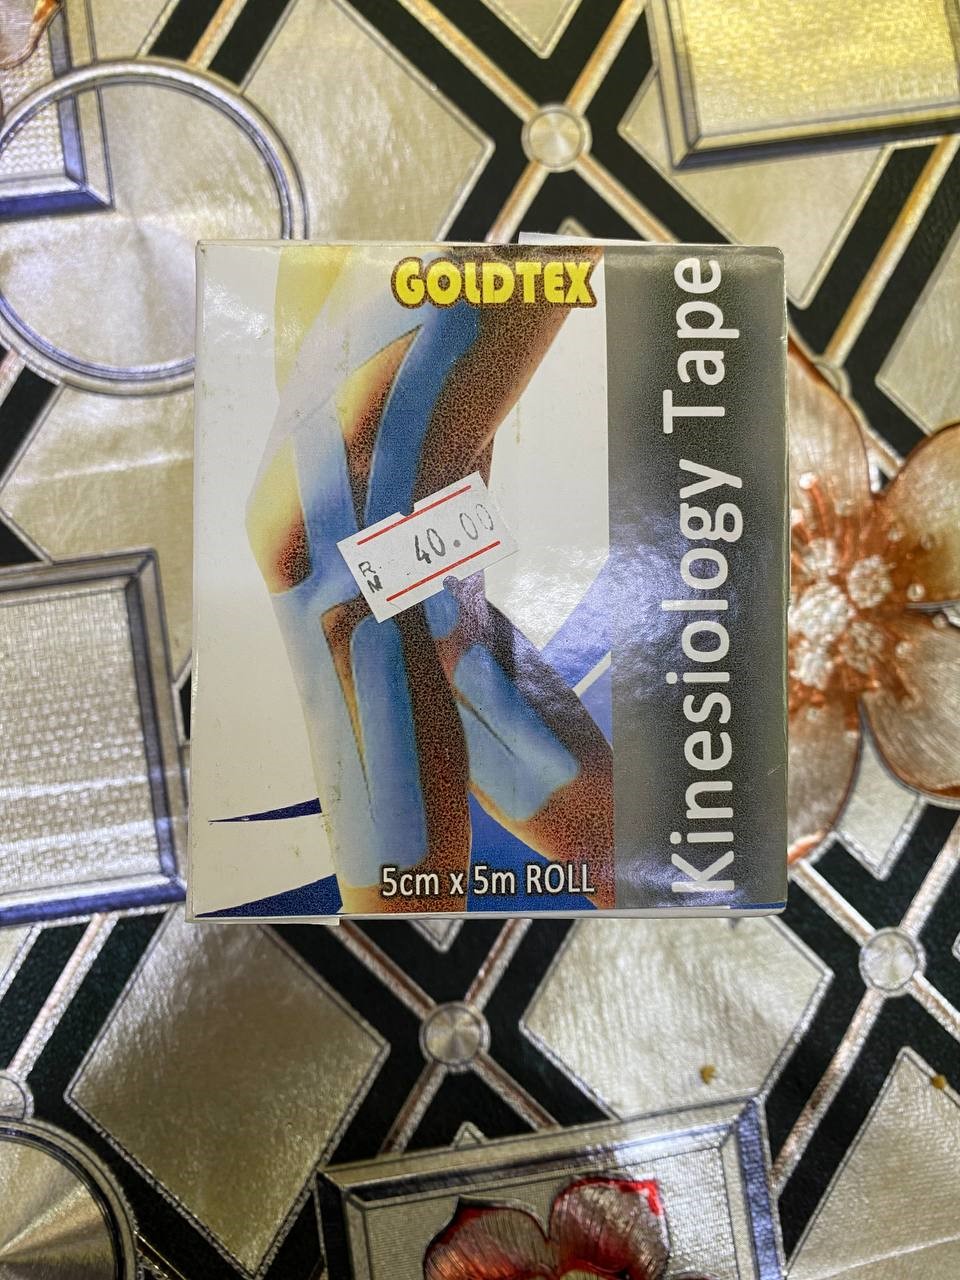 GOLDTEX
Kinesiology Tape
RM 40.00
5cm x 5m ROLL